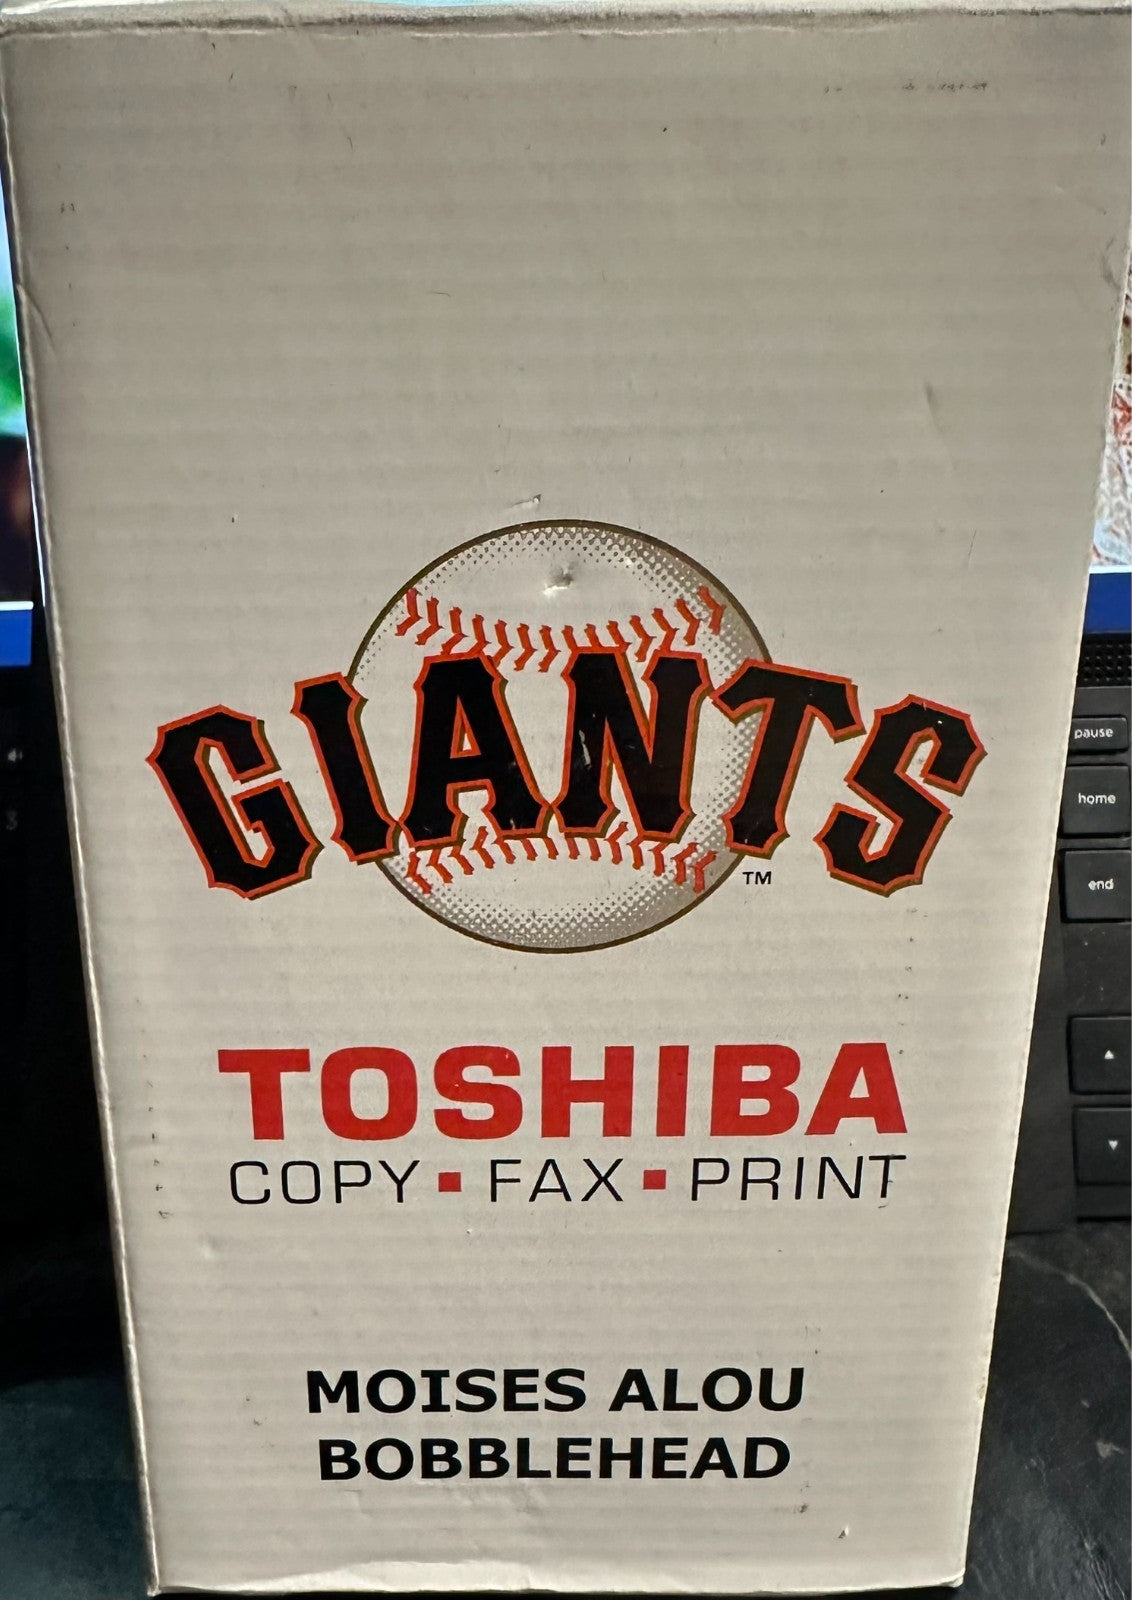 GIANTS
TM
TOSHIBA
COPY ▪ FAX ▪ PRINT
MOISES ALOU
BOBBLEHEAD
pause
home
end